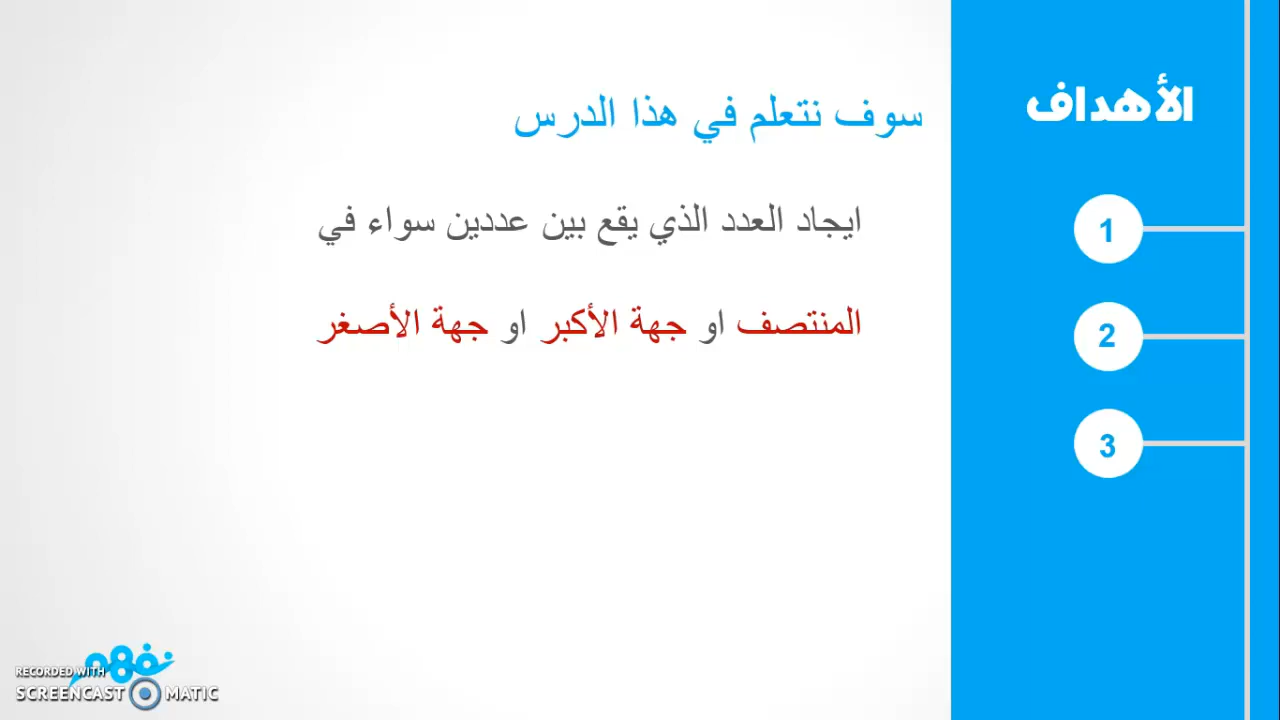 الأهداف
سوف نتعلم في هذا الدرس
1
ايجاد العدد الذي يقع بين عددين سواء في
2
المنتصف او جهة الأكبر او جهة الأصغر
3
نفهم
RECORDED WITH
SCREENCAST MATIC